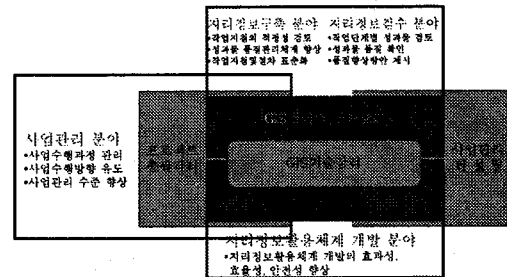 지리정보구축 분야
•작업지침의 적정성 검토
•성과물 품질관리체계 향상
•작업지침및절차 표준화
지리정보검수 분야
•작업단계별 성과품 검토
•성과품 품질 확인
•품질향상방안 제시
사업관리 분야
•사업수행과정 관리
•사업수행방향 유도
•사업관리 수준 향상
GIS기술감리
지리정보활용체계 개발 분야
•지리정보활용체계 개발의 효과성,
효율성, 안전성 향상